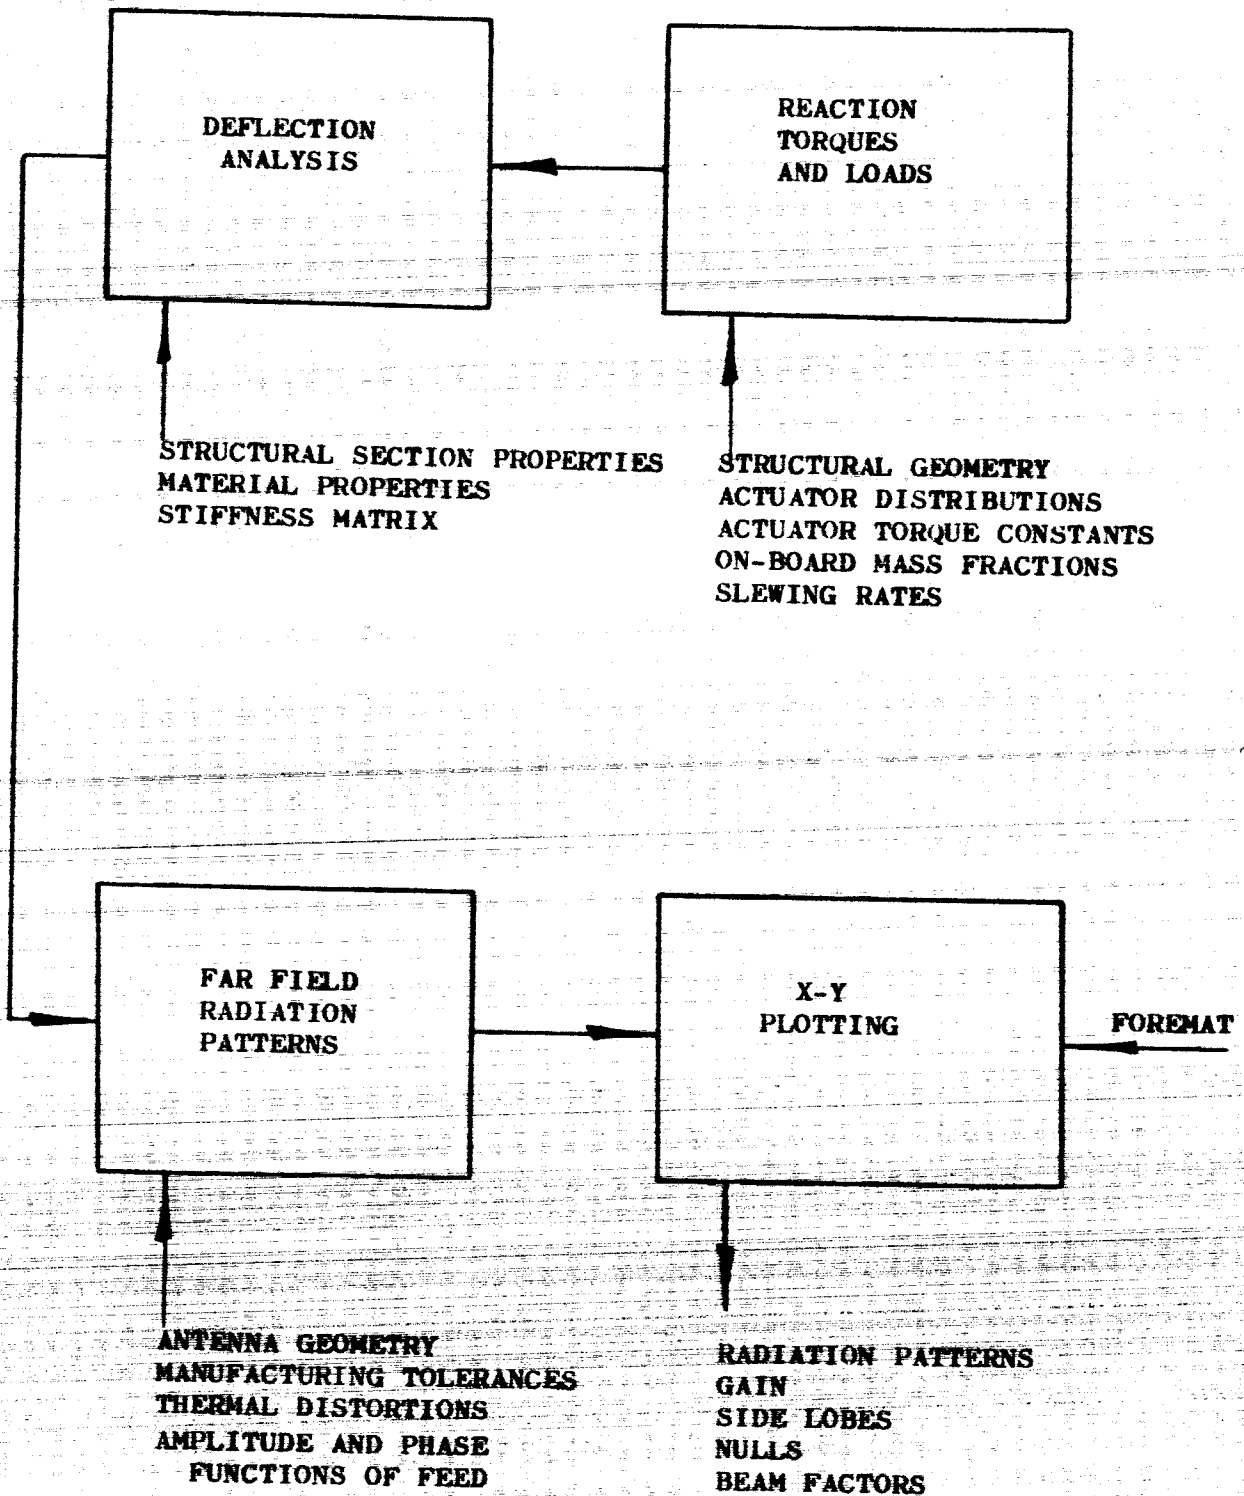 DEFLECTION
ANALYSIS
REACTION
TORQUES
AND LOADS
STRUCTURAL SECTION PROPERTIES
MATERIAL PROPERTIES
STIFFNESS MATRIX
STRUCTURAL GEOMETRY
ACTUATOR DISTRIBUTIONS
ACTUATOR TORQUE CONSTANTS
ON-BOARD MASS FRACTIONS
SLEWING RATES
FAR FIELD
RADIATION
PATTERNS
X-Y
PLOTTING
FOREMAT
ANTENNA GEOMETRY
MANUFACTURING TOLERANCES
THERMAL DISTORTIONS
AMPLITUDE AND PHASE
FUNCTIONS OF FEED
RADIATION PATTERNS
GAIN
SIDE LOBES
NULLS
BEAM FACTORS